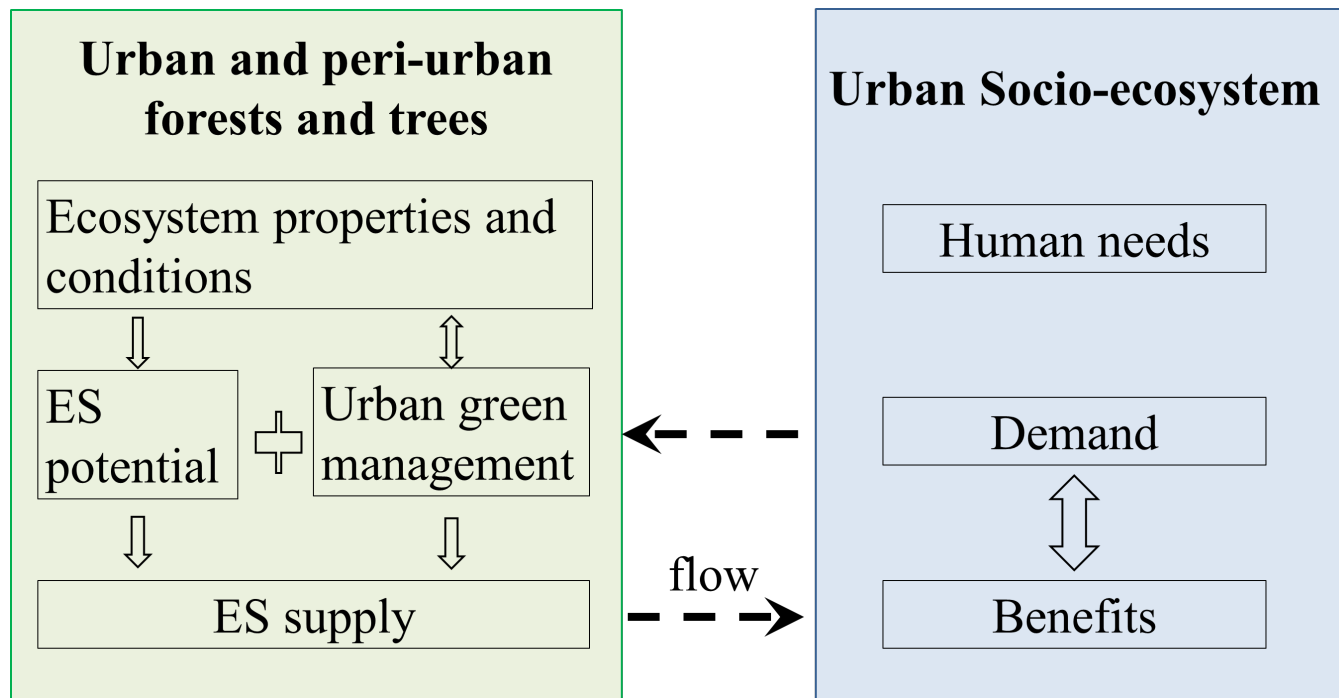 Urban and peri-urban
forests and trees
Ecosystem properties and
conditions
ES
potential
Urban green
management
ES supply
flow
Urban Socio-ecosystem
Human needs
Demand
Benefits